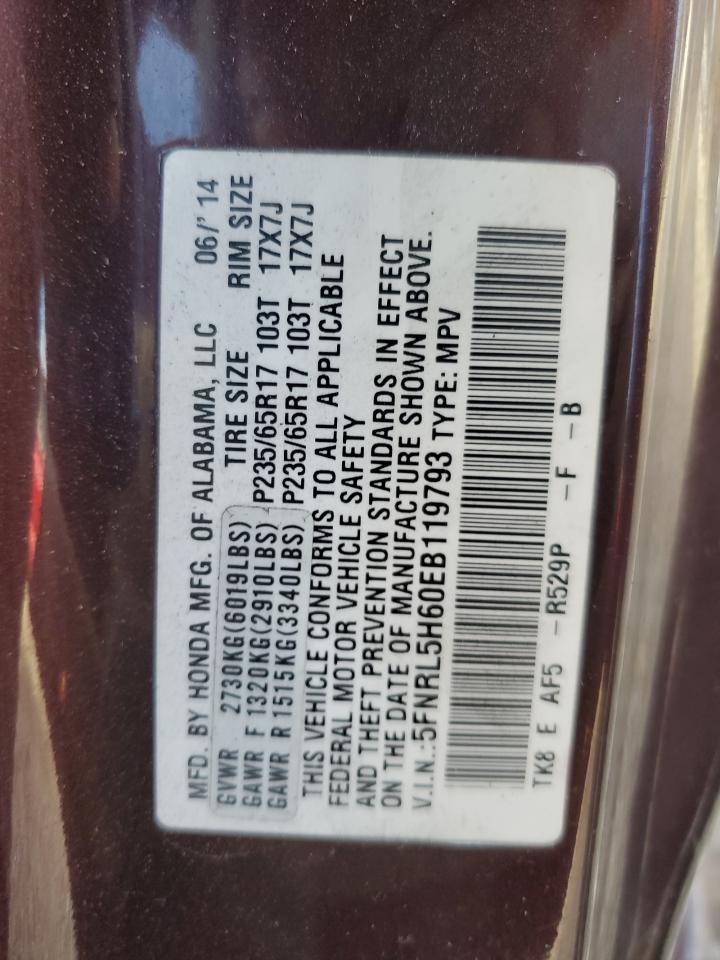 MFD. BY HONDA MFG. OF ALABAMA, LLC 06/'14
GVWR 2730KG(6019LBS) TIRE SIZE RIM SIZE
GAWR F 1320KG(2910LBS) P235/65R17 103T 17X7J
GAWR R 1515KG(3340LBS) P235/65R17 103T 17X7J
THIS VEHICLE CONFORMS TO ALL APPLICABLE
FEDERAL MOTOR VEHICLE SAFETY
AND THEFT PREVENTION STANDARDS IN EFFECT
ON THE DATE OF MANUFACTURE SHOWN ABOVE.
V.I.N.:5FNRL5H60EB119793 TYPE: MPV
TK8 E AF5 -R529P -F -B